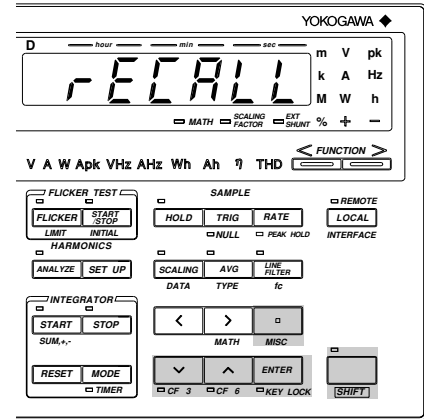 YOKOGAWA
D hour min sec m V pk
rECALL k A Hz
M W h
MATH SCALING FACTOR EXT SHUNT % + −
V A W Apk VHz AHz Wh Ah η THD < FUNCTION >
FLICKER TEST SAMPLE
REMOTE
FLICKER START /STOP HOLD TRIG RATE LOCAL
LIMIT INITIAL NULL PEAK HOLD INTERFACE
HARMONICS
ANALYZE SET UP SCALING AVG LINE FILTER
DATA TYPE fc
INTEGRATOR
START STOP < >
SUM,+,- MATH MISC
RESET MODE ENTER
TIMER CF 3 CF 6 KEY LOCK SHIFT